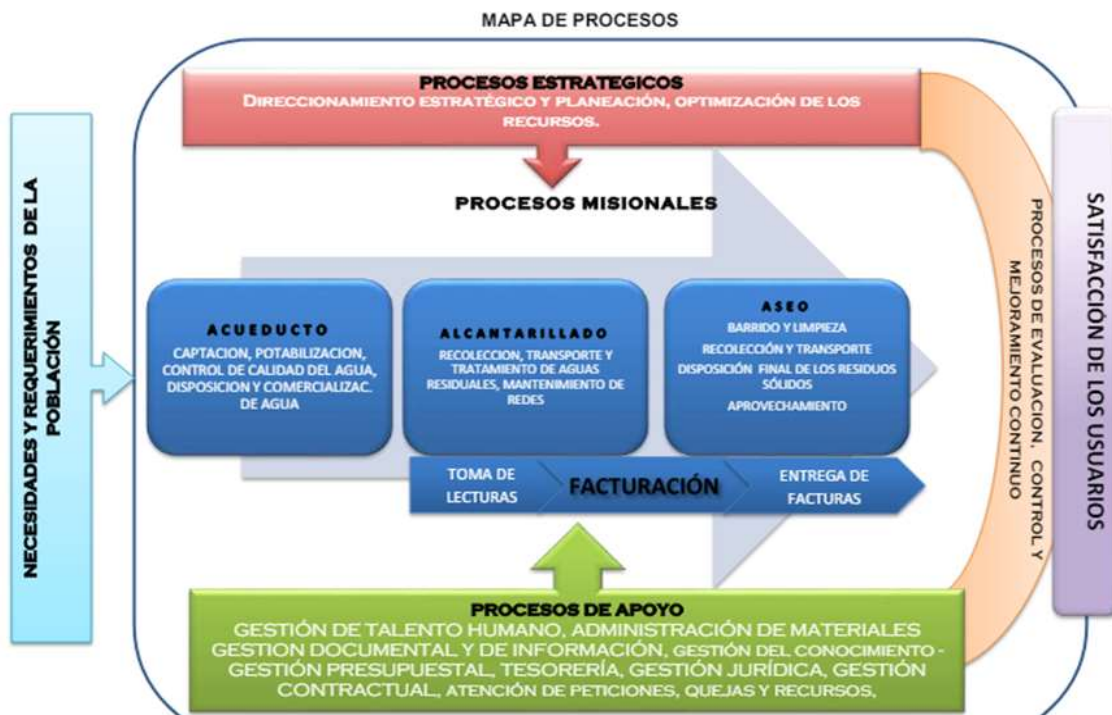 MAPA DE PROCESOS
PROCESOS ESTRATEGICOS
DIRECCIONAMIENTO ESTRATÉGICO Y PLANEACIÓN, OPTIMIZACIÓN DE LOS
RECURSOS.
NECESIDADES Y REQUERIMIENTOS DE LA
POBLACIÓN
PROCESOS MISIONALES
ACUEDUCTO
CAPTACION, POTABILIZACION,
CONTROL DE CALIDAD DEL AGUA,
DISPOSICION Y COMERCIALIZAC.
DE AGUA
ALCANTARILLADO
RECOLECCION, TRANSPORTE Y
TRATAMIENTO DE AGUAS
RESIDUALES, MANTENIMIENTO DE
REDES
ASEO
BARRIDO Y LIMPIEZA
RECOLECCIÓN Y TRANSPORTE
DISPOSICIÓN FINAL DE LOS RESIDUOS
SÓLIDOS
APROVECHAMIENTO
TOMA DE
LECTURAS
FACTURACIÓN
ENTREGA DE
FACTURAS
PROCESOS DE EVALUACION, CONTROL Y
MEJORAMIENTO CONTINUO
SATISFACCIÓN DE LOS USUARIOS
PROCESOS DE APOYO
GESTIÓN DE TALENTO HUMANO, ADMINISTRACIÓN DE MATERIALES
GESTION DOCUMENTAL Y DE INFORMACIÓN, GESTIÓN DEL CONOCIMIENTO -
GESTIÓN PRESUPUESTAL, TESORERÍA, GESTIÓN JURÍDICA, GESTIÓN
CONTRACTUAL, ATENCIÓN DE PETICIONES, QUEJAS Y RECURSOS,